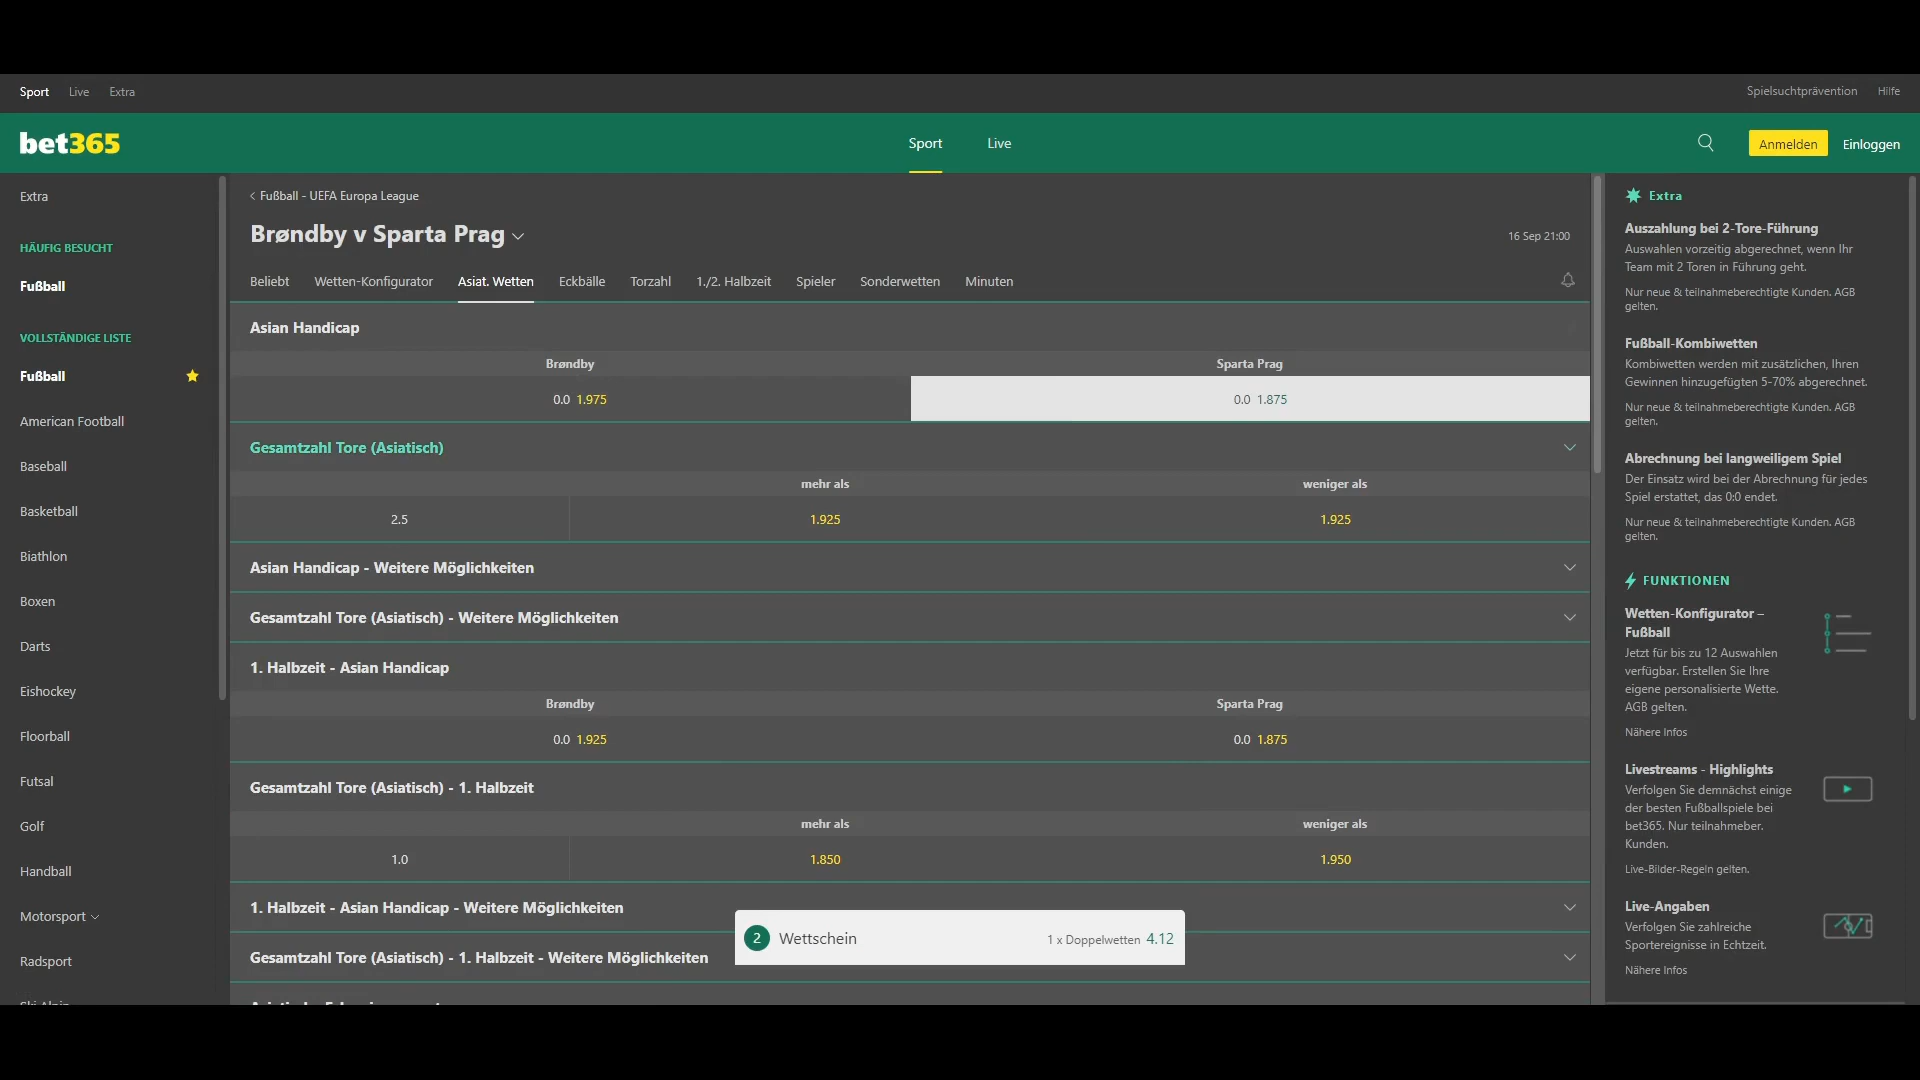 Sport Live Extra
Spielsuchtprävention Hilfe
bet365
Sport Live
Anmelden Einloggen
Extra
HÄUFIG BESUCHT
Fußball
VOLLSTÄNDIGE LISTE
Fußball
American Football
Baseball
Basketball
Biathlon
Boxen
Darts
Eishockey
Floorball
Futsal
Golf
Handball
Motorsport
Radsport
Ski Alpin
Fußball - UEFA Europa League
Brøndby v Sparta Prag
16 Sep 21:00
Beliebt Wetten-Konfigurator Asiat. Wetten Eckbälle Torzahl 1./2. Halbzeit Spieler Sonderwetten Minuten
Asian Handicap
Brøndby Sparta Prag
0.0 1.975 0.0 1.875
Gesamtzahl Tore (Asiatisch)
mehr als weniger als
2.5 1.925 1.925
Asian Handicap - Weitere Möglichkeiten
Gesamtzahl Tore (Asiatisch) - Weitere Möglichkeiten
1. Halbzeit - Asian Handicap
Brøndby Sparta Prag
0.0 1.925 0.0 1.875
Gesamtzahl Tore (Asiatisch) - 1. Halbzeit
mehr als weniger als
1.0 1.850 1.950
1. Halbzeit - Asian Handicap - Weitere Möglichkeiten
Gesamtzahl Tore (Asiatisch) - 1. Halbzeit - Weitere Möglichkeiten
2 Wettschein 1 x Doppelwetten 4.12
Extra
Auszahlung bei 2-Tore-Führung
Auswahlen vorzeitig abgerechnet, wenn Ihr
Team mit 2 Toren in Führung geht.
Nur neue & teilnahmeberechtigte Kunden. AGB
gelten.
Fußball-Kombiwetten
Kombiwetten werden mit zusätzlichen, Ihren
Gewinnen hinzugefügten 5-70% abgerechnet.
Nur neue & teilnahmeberechtigte Kunden. AGB
gelten.
Abrechnung bei langweiligem Spiel
Der Einsatz wird bei der Abrechnung für jedes
Spiel erstattet, das 0:0 endet.
Nur neue & teilnahmeberechtigte Kunden. AGB
gelten.
FUNKTIONEN
Wetten-Konfigurator –
Fußball
Jetzt für bis zu 12 Auswahlen
verfügbar. Erstellen Sie Ihre
eigene personalisierte Wette.
AGB gelten.
Nähere Infos
Livestreams - Highlights
Verfolgen Sie demnächst einige
der besten Fußballspiele bei
bet365. Nur teilnahmeber.
Kunden.
Live-Bilder-Regeln gelten.
Live-Angaben
Verfolgen Sie zahlreiche
Sportereignisse in Echtzeit.
Nähere Infos